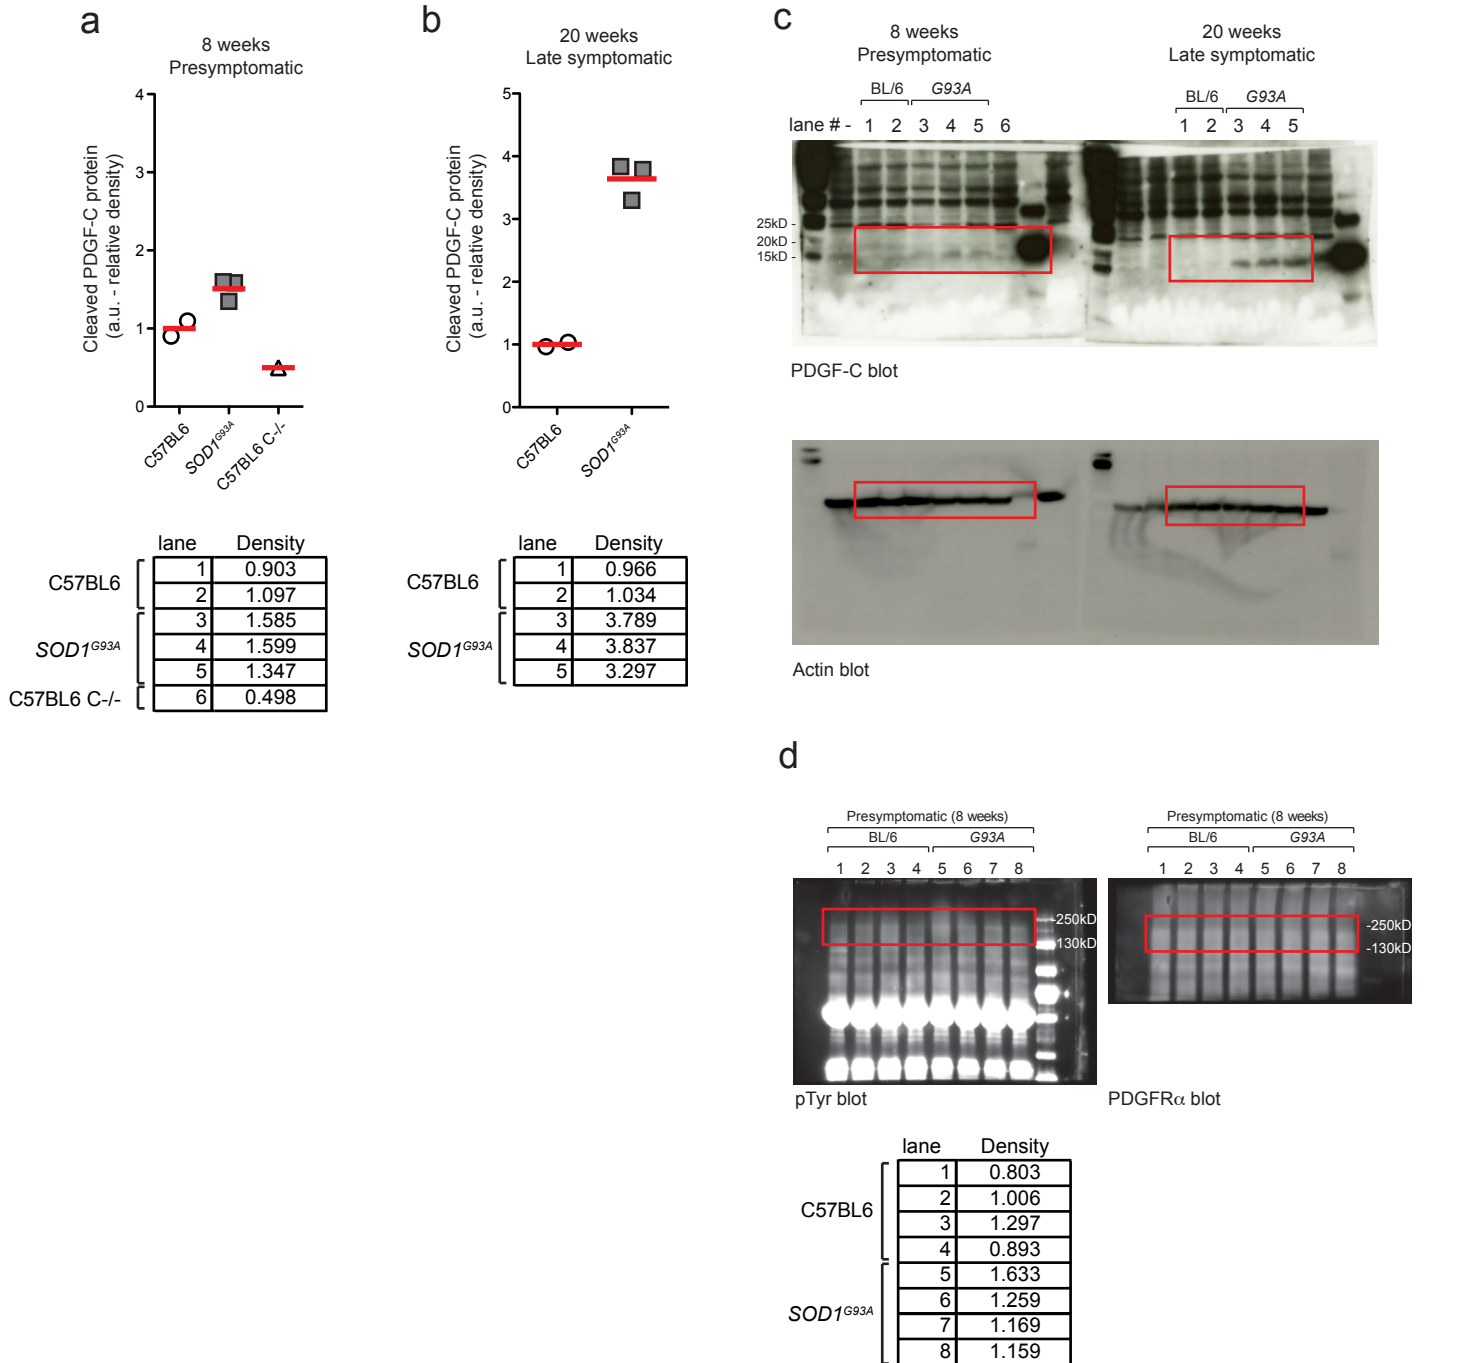 a
8 weeks
Presymptomatic
Cleaved PDGF-C protein
(a.u. - relative density)
4
3
2
1
0
C57BL6
SOD1G93A
C57BL6 C-/-
lane Density
C57BL6
1 0.903
2 1.097
SOD1G93A
3 1.585
4 1.599
5 1.347
C57BL6 C-/- 6 0.498
b
20 weeks
Late symptomatic
Cleaved PDGF-C protein
(a.u. - relative density)
5
4
3
2
1
0
C57BL6
SOD1G93A
lane Density
C57BL6
1 0.966
2 1.034
SOD1G93A
3 3.789
4 3.837
5 3.297
c
8 weeks
Presymptomatic
20 weeks
Late symptomatic
BL/6 G93A
BL/6 G93A
lane # - 1 2 3 4 5 6
1 2 3 4 5
25kD -
20kD -
15kD -
PDGF-C blot
Actin blot
d
Presymptomatic (8 weeks)
BL/6 G93A
1 2 3 4 5 6 7 8
-250kD
-130kD
pTyr blot
Presymptomatic (8 weeks)
BL/6 G93A
1 2 3 4 5 6 7 8
-250kD
-130kD
PDGFRα blot
lane Density
C57BL6
1 0.803
2 1.006
3 1.297
4 0.893
SOD1G93A
5 1.633
6 1.259
7 1.169
8 1.159